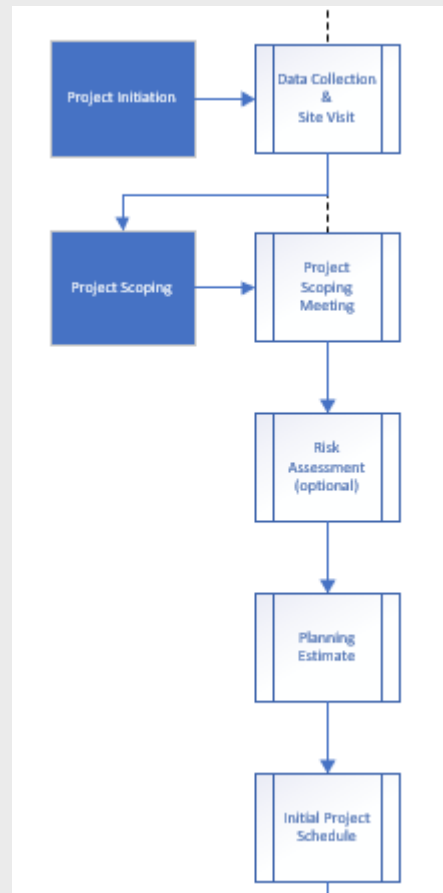 Project Initiation
Data Collection
&
Site Visit
Project Scoping
Project
Scoping
Meeting
Risk
Assessment
(optional)
Planning
Estimate
Initial Project
Schedule